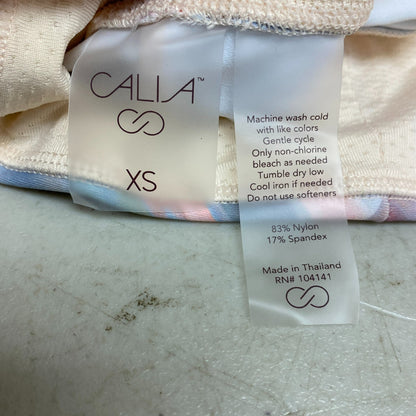 CALIA™
XS
Machine wash cold
with like colors
Gentle cycle
Only non-chlorine
bleach as needed
Tumble dry low
Cool iron if needed
Do not use softeners
83% Nylon
17% Spandex
Made in Thailand
RN# 104141